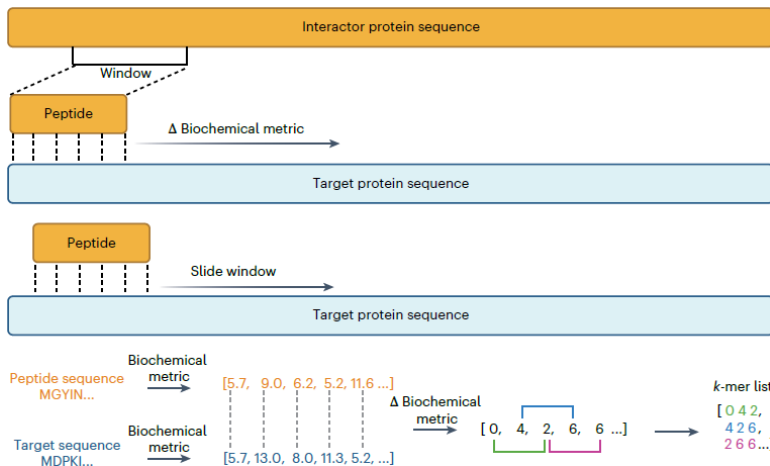 Interactor protein sequence
Window
Peptide
Δ Biochemical metric
Target protein sequence
Peptide
Slide window
Target protein sequence
Peptide sequence
MGYIN...
Biochemical
metric
[5.7, 9.0, 6.2, 5.2, 11.6 ...]
Δ Biochemical
metric
[ 0, 4, 2, 6, 6 ...]
k-mer list
[ 0 4 2,
4 2 6,
2 6 6...]
Target sequence
MDPKI...
Biochemical
metric
[5.7, 13.0, 8.0, 11.3, 5.2, ...]